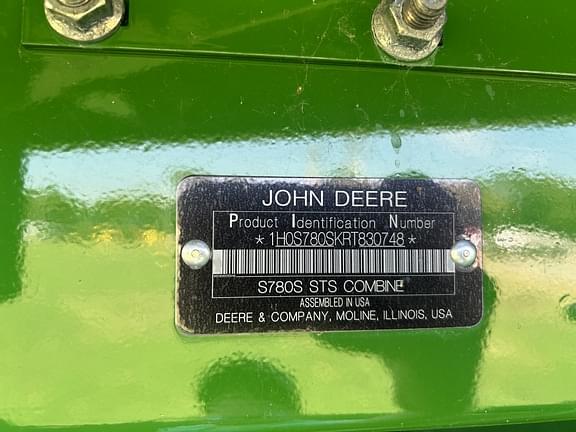 JOHN DEERE
Product Identification Number
*1H0S780SKRT830748*
S780S STS COMBINE
ASSEMBLED IN USA
DEERE & COMPANY, MOLINE, ILLINOIS, USA